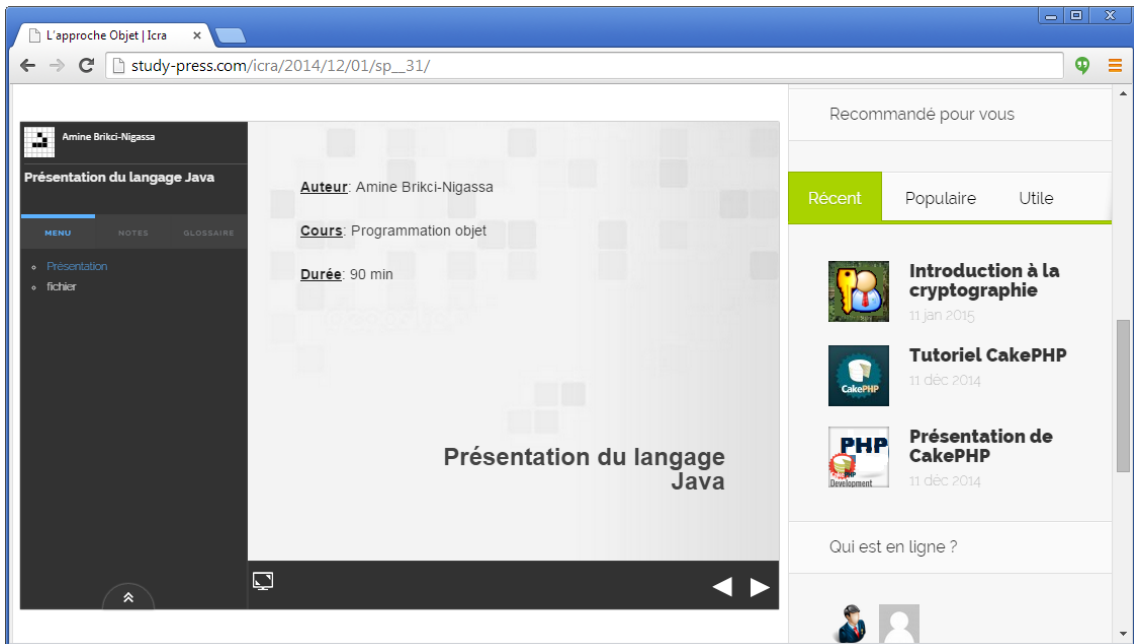 L'approche Objet | Icra
study-press.com/icra/2014/12/01/sp__31/
Amine Brikci-Nigassa
Présentation du langage Java
MENU NOTES GLOSSAIRE
Présentation
fichier
Auteur: Amine Brikci-Nigassa
Cours: Programmation objet
Durée: 90 min
Présentation du langage
Java
Recommandé pour vous
Récent Populaire Utile
Introduction à la
cryptographie
11 jan 2015
CakePHP
Tutoriel CakePHP
11 déc 2014
PHP
Development
Présentation de
CakePHP
11 déc 2014
Qui est en ligne ?